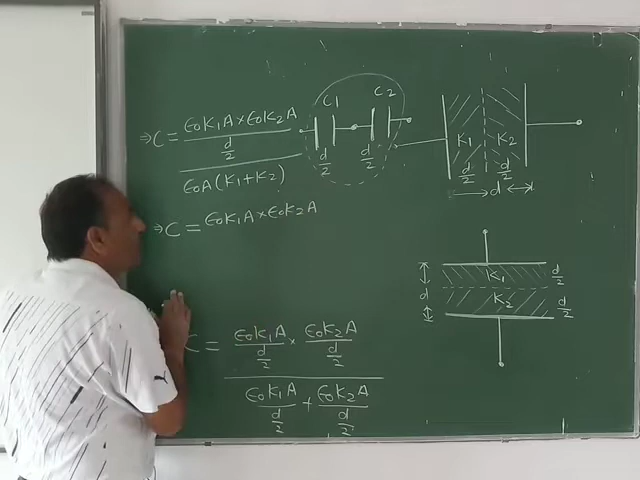 ⇒ C = ε0K1A × ε0K2A
d/2
ε0A (K1 + K2)
⇒ C = ε0K1A × ε0K2A
C = ε0K1A/(d/2) × ε0K2A/(d/2)
ε0K1A/(d/2) + ε0K2A/(d/2)
C1 C2
d/2 d/2
K1 K2
d/2 d/2
d
K1 d/2
d
K2 d/2